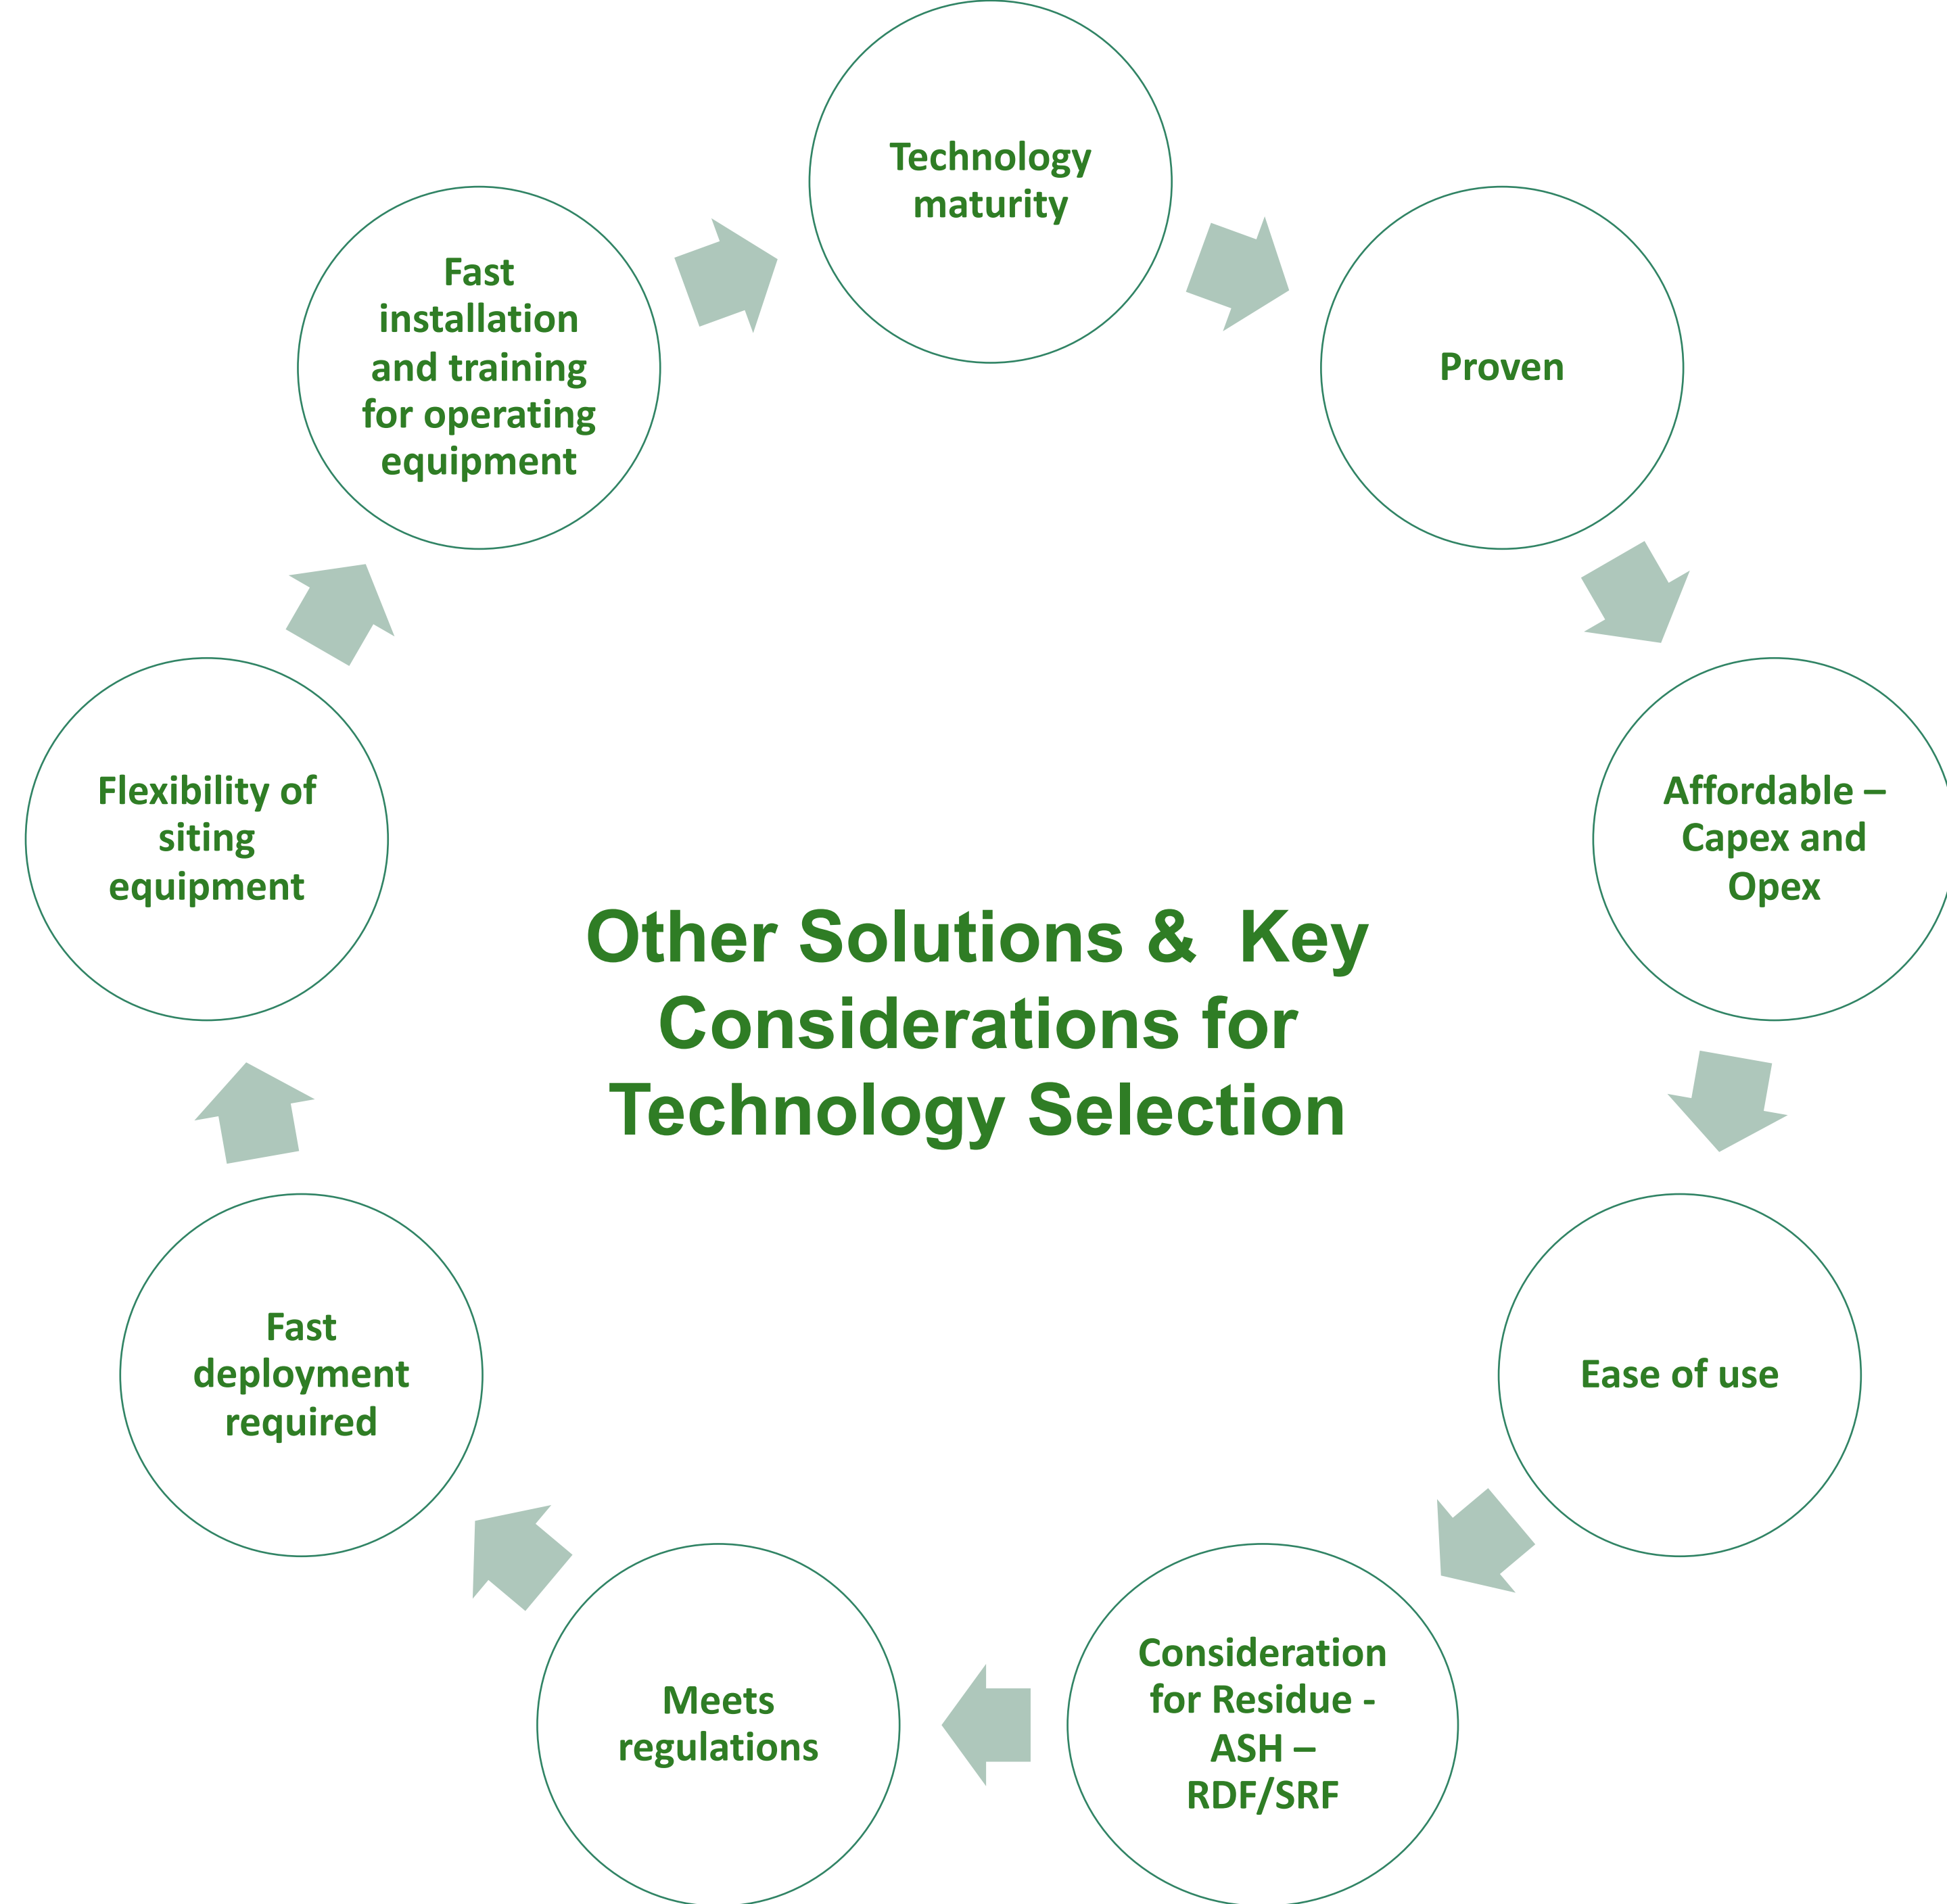 Technology
maturity
Proven
Affordable –
Capex and
Opex
Ease of use
Consideration
for Residue -
ASH –
RDF/SRF
Meets
regulations
Fast
deployment
required
Flexibility of
siting
equipment
Fast
installation
and training
for operating
equipment
Other Solutions & Key
Considerations for
Technology Selection